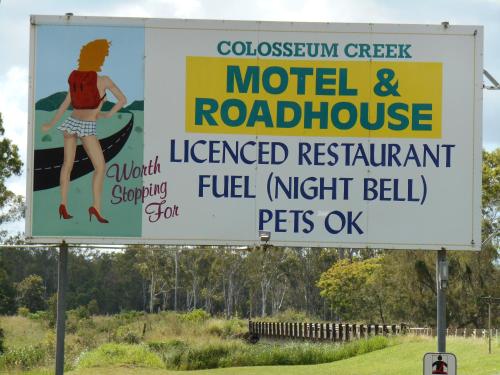 COLOSSEUM CREEK
MOTEL &
ROADHOUSE
LICENCED RESTAURANT
FUEL (NIGHT BELL)
PETS OK
Worth
Stopping
For